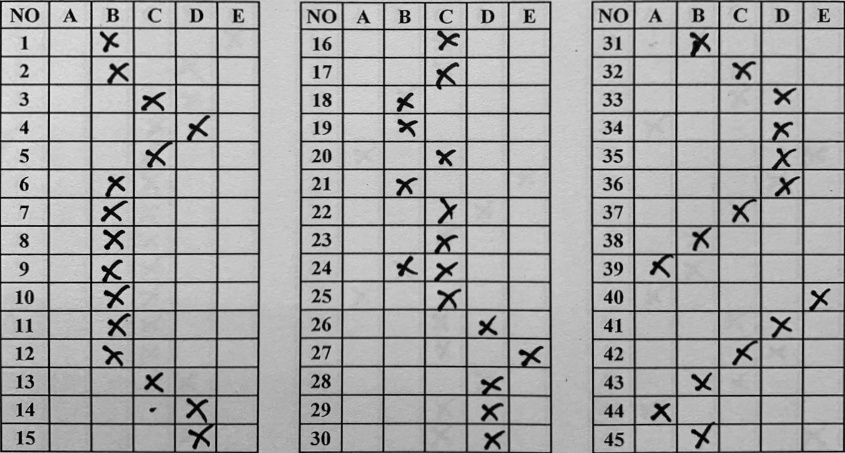 NO A B C D E
1 X
2 X
3 X
4 X
5 X
6 X
7 X
8 X
9 X
10 X
11 X
12 X
13 X
14 X
15 X
NO A B C D E
16 X
17 X
18 X
19 X
20 X
21 X
22 X
23 X
24 X X
25 X
26 X
27 X
28 X
29 X
30 X
NO A B C D E
31 X
32 X
33 X
34 X
35 X
36 X
37 X
38 X
39 X
40 X
41 X
42 X
43 X
44 X
45 X